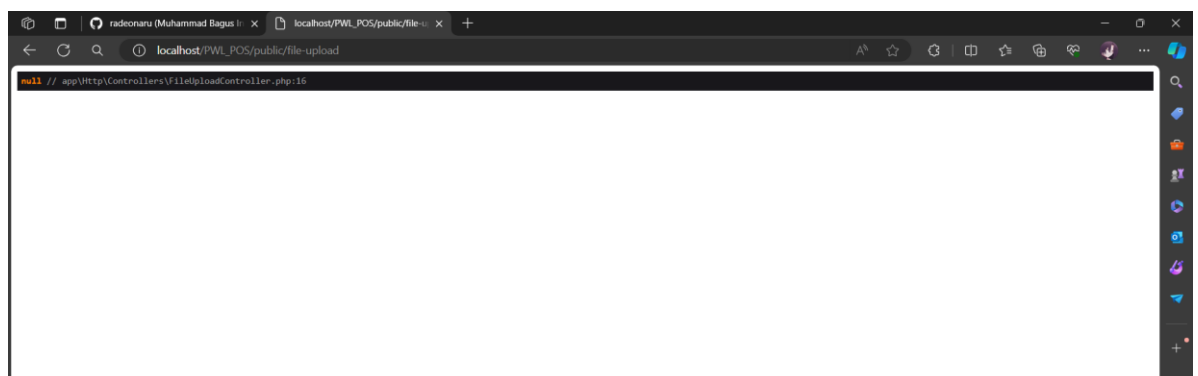 radeonaru (Muhammad Bagus In
localhost/PWL_POS/public/file-u
localhost/PWL_POS/public/file-upload
null // app\Http\Controllers\FileUploadController.php:16